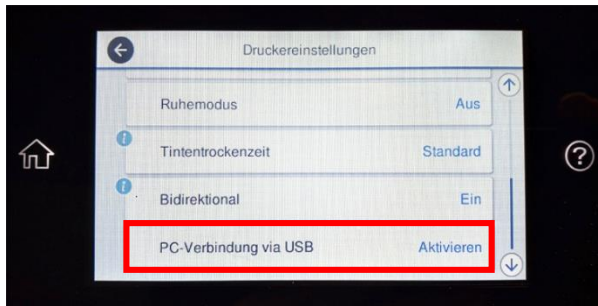 Druckereinstellungen
Ruhemodus Aus
Tintentrockenzeit Standard
Bidirektional Ein
PC-Verbindung via USB Aktivieren